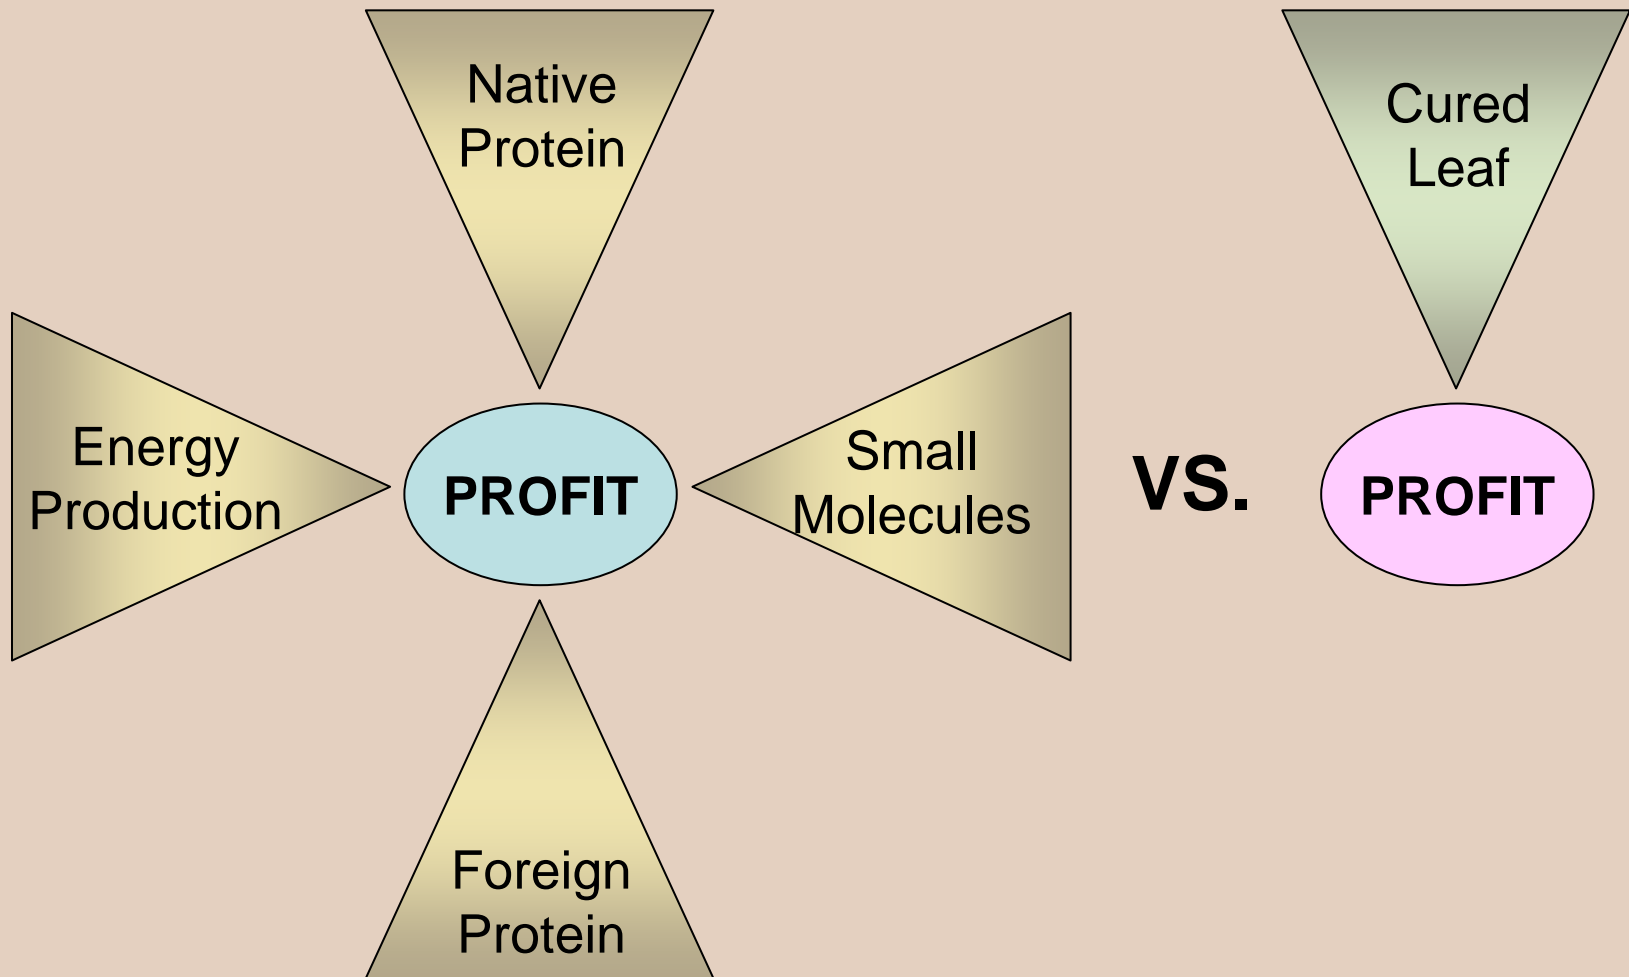 Native
Protein
Energy
Production
PROFIT
Small
Molecules
Foreign
Protein
vs.
Cured
Leaf
PROFIT